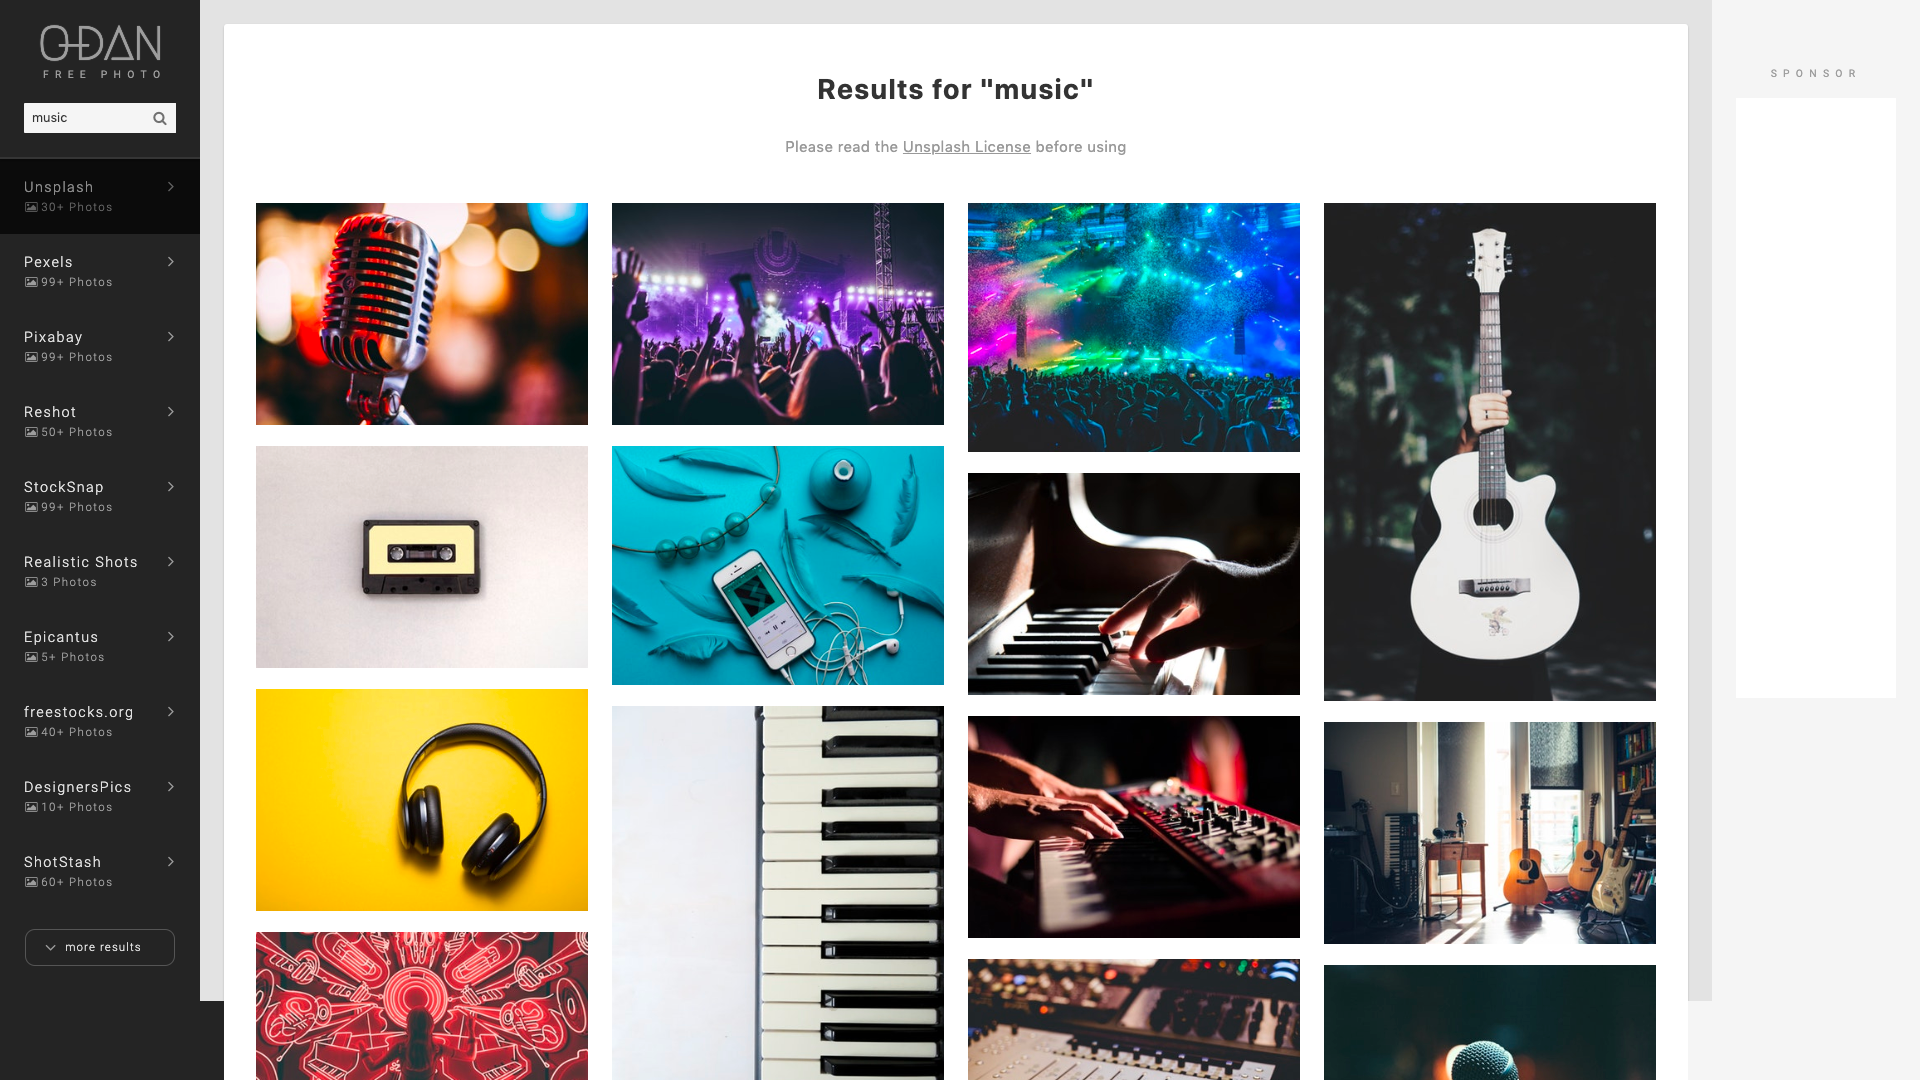 O-DAN
FREE PHOTO
music
Unsplash
30+ Photos
Pexels
99+ Photos
Pixabay
99+ Photos
Reshot
50+ Photos
StockSnap
99+ Photos
Realistic Shots
3 Photos
Epicantus
5+ Photos
freestocks.org
40+ Photos
DesignersPics
10+ Photos
ShotStash
60+ Photos
more results
Results for "music"
Please read the Unsplash License before using
SPONSOR